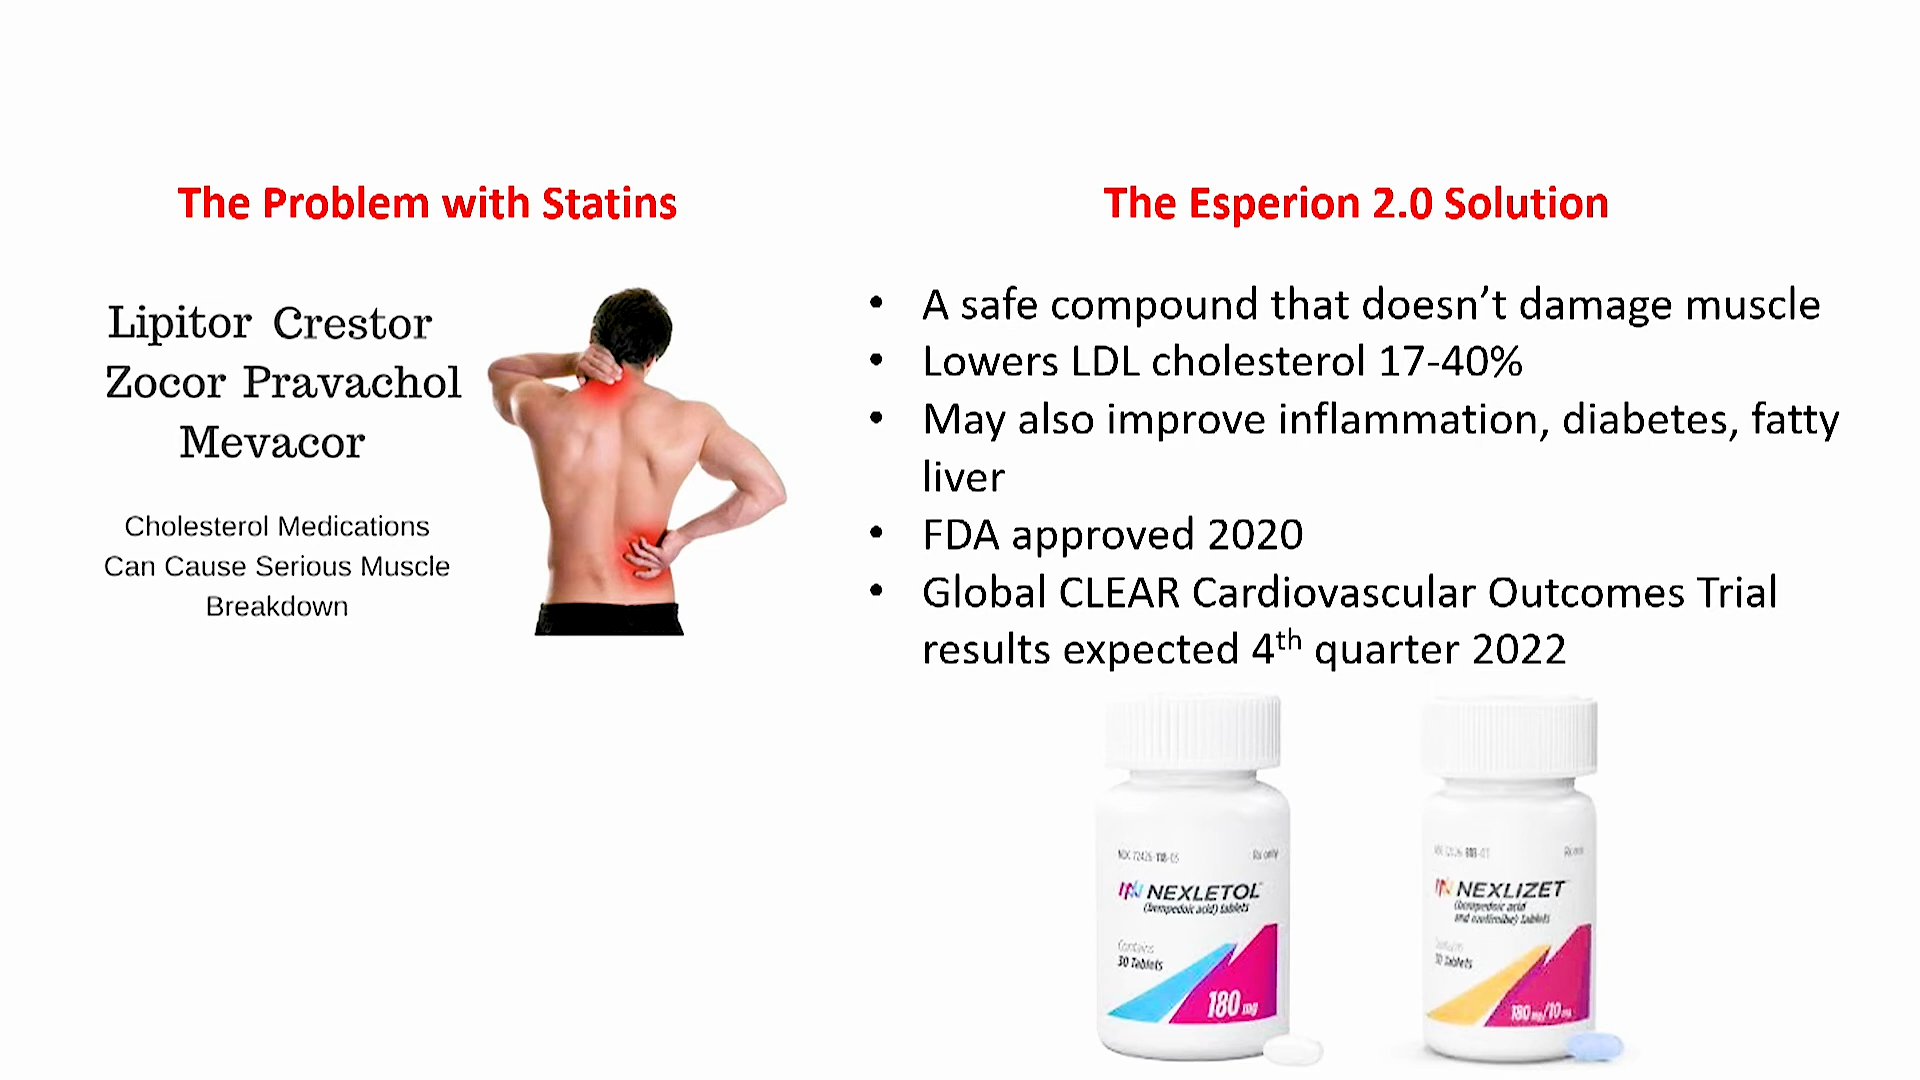 The Problem with Statins
Lipitor Crestor
Zocor Pravachol
Mevacor
Cholesterol Medications
Can Cause Serious Muscle
Breakdown
The Esperion 2.0 Solution
• A safe compound that doesn’t damage muscle
• Lowers LDL cholesterol 17-40%
• May also improve inflammation, diabetes, fatty
liver
• FDA approved 2020
• Global CLEAR Cardiovascular Outcomes Trial
results expected 4th quarter 2022
Rx only
NEXLETOL
(bempedoic acid) tablets
Contains
30 Tablets
180 mg
NEXLIZET
(bempedoic acid
and ezetimibe) tablets
Contains
30 Tablets
180 mg/10 mg